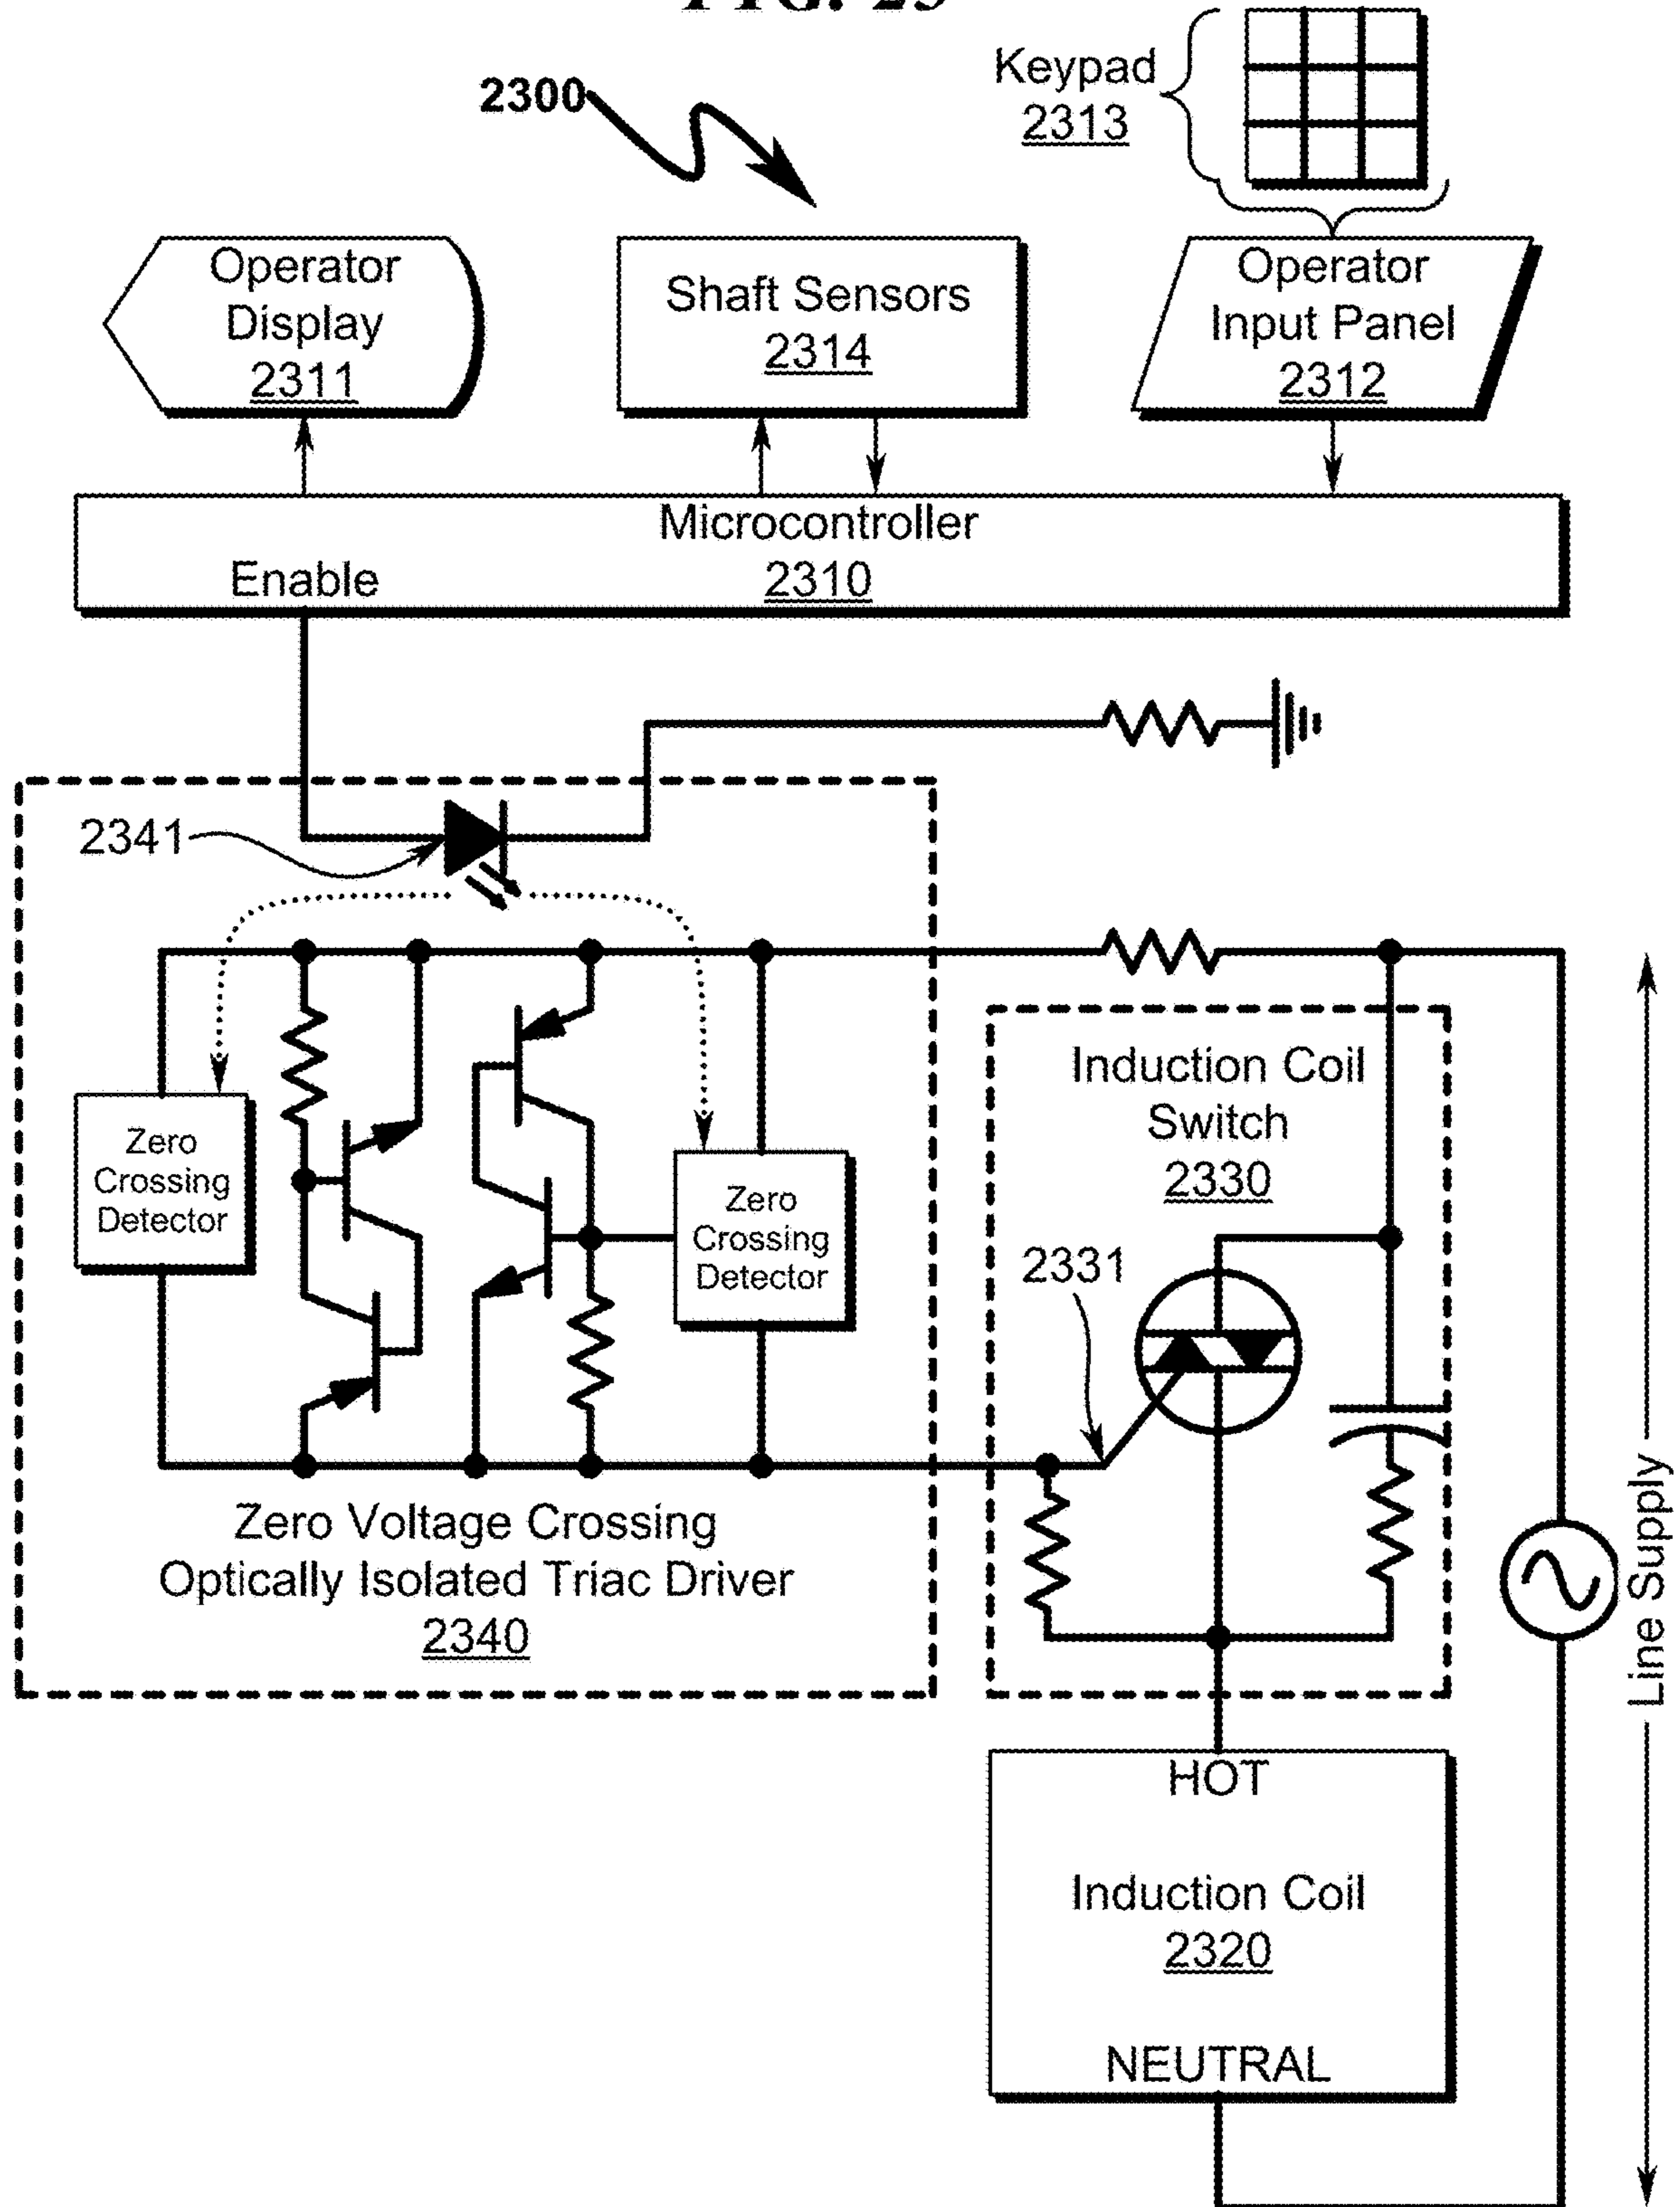 FIG. 23
2300
Keypad
2313
Operator
Display
2311
Shaft Sensors
2314
Operator
Input Panel
2312
Microcontroller
2310
Enable
2341
Zero
Crossing
Detector
Zero
Crossing
Detector
Induction Coil
Switch
2330
2331
Zero Voltage Crossing
Optically Isolated Triac Driver
2340
Line Supply
HOT
Induction Coil
2320
NEUTRAL